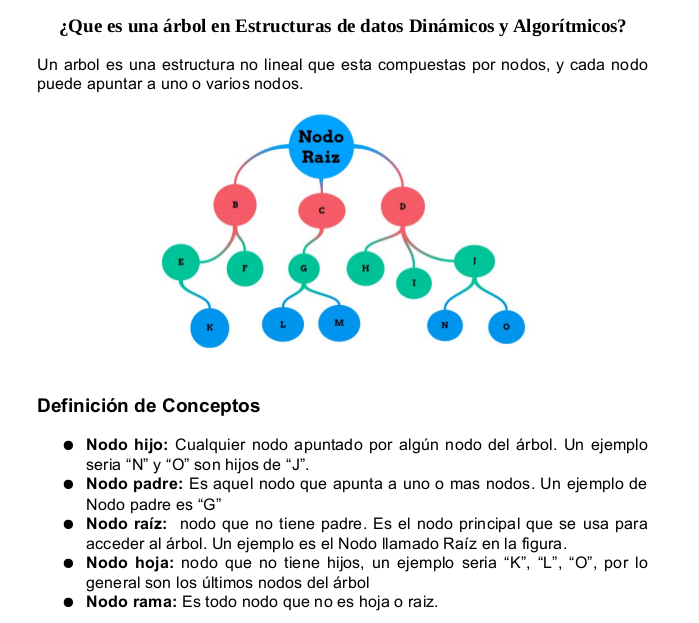 ¿Que es una árbol en Estructuras de datos Dinámicos y Algorítmicos?
Un arbol es una estructura no lineal que esta compuestas por nodos, y cada nodo
puede apuntar a uno o varios nodos.
Nodo
Raiz
B
C
D
E
F
G
H
I
J
K
L
M
N
O
Definición de Conceptos
● Nodo hijo: Cualquier nodo apuntado por algún nodo del árbol. Un ejemplo
seria “N” y “O” son hijos de “J”.
● Nodo padre: Es aquel nodo que apunta a uno o mas nodos. Un ejemplo de
Nodo padre es “G”
● Nodo raíz: nodo que no tiene padre. Es el nodo principal que se usa para
acceder al árbol. Un ejemplo es el Nodo llamado Raíz en la figura.
● Nodo hoja: nodo que no tiene hijos, un ejemplo seria “K”, “L”, “O”, por lo
general son los últimos nodos del árbol
● Nodo rama: Es todo nodo que no es hoja o raiz.